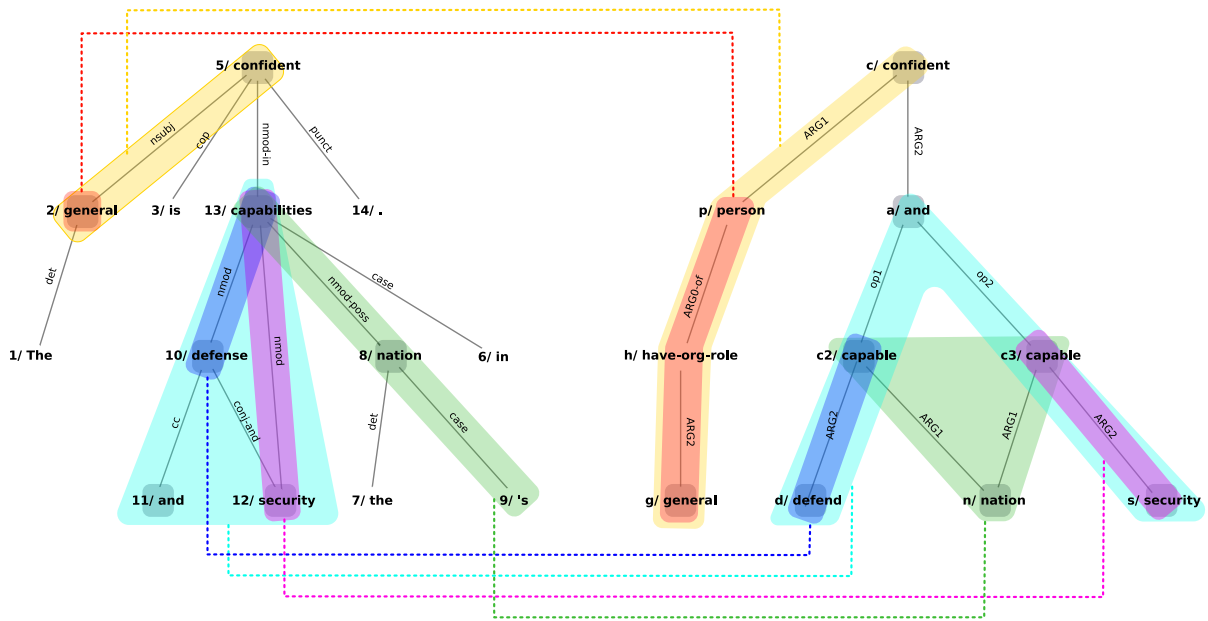 5/ confident
c/ confident
nsubj
cop
nmod-in
punct
ARG1
ARG2
2/ general
3/ is
13/ capabilities
14/ .
p/ person
a/ and
det
nmod
nmod
nmod-poss
case
ARG0-of
op1
op2
1/ The
10/ defense
8/ nation
6/ in
h/ have-org-role
c2/ capable
c3/ capable
cc
conj-and
det
case
ARG2
ARG2
ARG1
ARG1
ARG2
11/ and
12/ security
7/ the
9/ 's
g/ general
d/ defend
n/ nation
s/ security